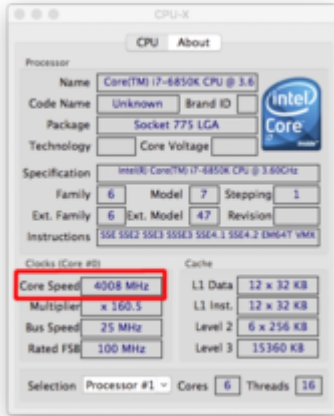 CPU-X
CPU About
Processor
Name Core(TM) i7-6850K CPU @ 3.6
Code Name Unknown Brand ID
Package Socket 775 LGA
Technology Core Voltage
intel
Core
Specification Intel(R) Core(TM) i7-6850K CPU @ 3.60GHz
Family 6 Model 7 Stepping 1
Ext. Family 6 Ext. Model 47 Revision
Instructions SSE SSE2 SSE3 SSSE3 SSE4.1 SSE4.2 EM64T VMX
Clocks (Core #0)
Core Speed 4008 MHz
Multiplier x 160.5
Bus Speed 25 MHz
Rated FSB 100 MHz
Cache
L1 Data 12 x 32 KB
L1 Inst. 12 x 32 KB
Level 2 6 x 256 KB
Level 3 15360 KB
Selection Processor #1 Cores 6 Threads 16